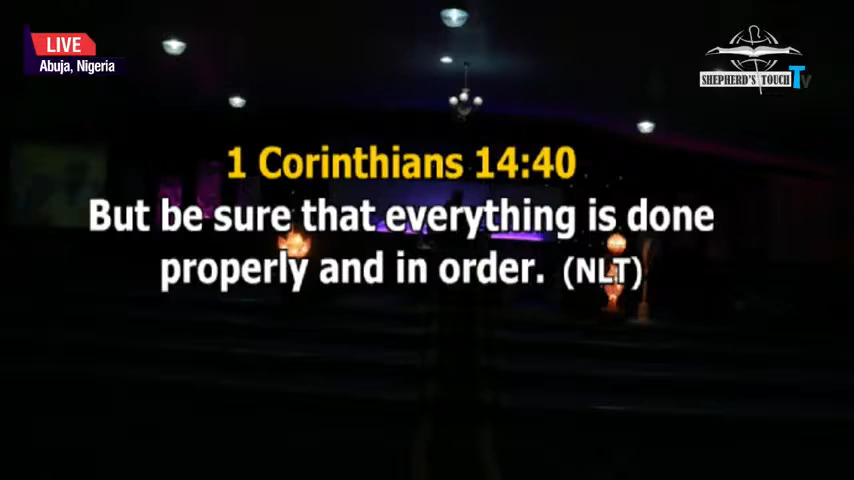 LIVE
Abuja, Nigeria
SHEPHERD'S TOUCH TV
1 Corinthians 14:40
But be sure that everything is done
properly and in order. (NLT)